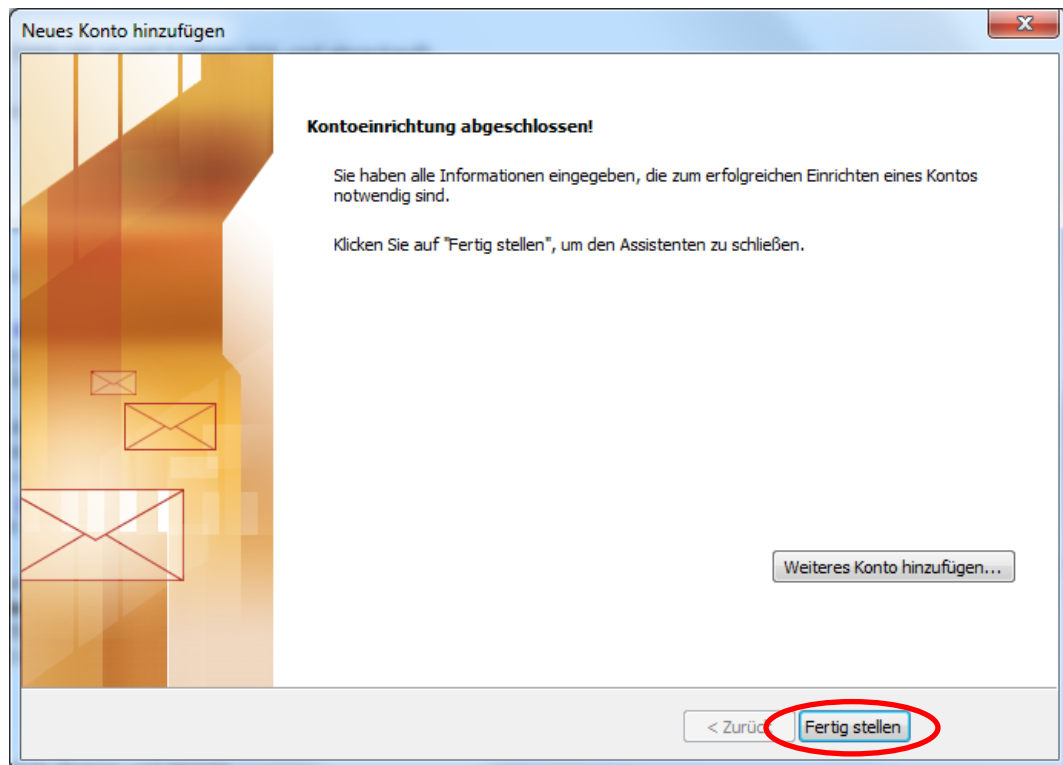 Neues Konto hinzufügen
Kontoeinrichtung abgeschlossen!
Sie haben alle Informationen eingegeben, die zum erfolgreichen Einrichten eines Kontos
notwendig sind.
Klicken Sie auf "Fertig stellen", um den Assistenten zu schließen.
Weiteres Konto hinzufügen...
< Zurück
Fertig stellen